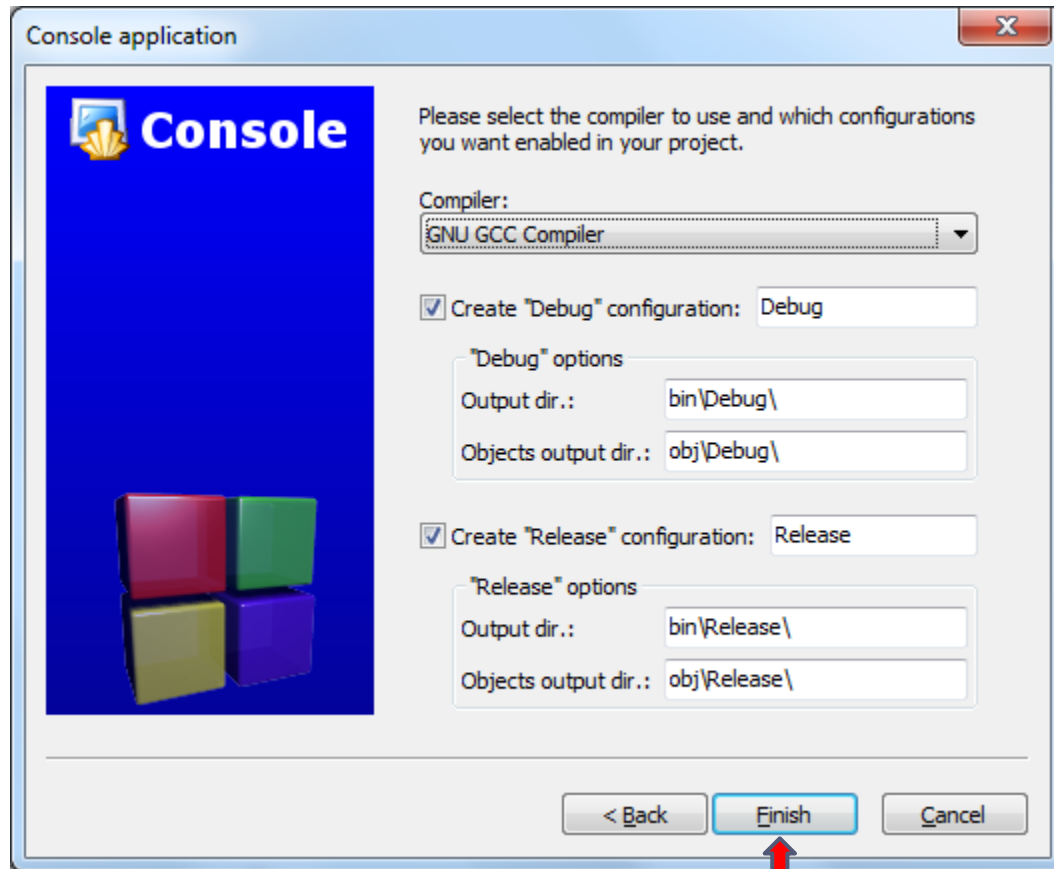 Console application
Console
Please select the compiler to use and which configurations
you want enabled in your project.
Compiler:
GNU GCC Compiler
Create "Debug" configuration: Debug
"Debug" options
Output dir.: bin\Debug\
Objects output dir.: obj\Debug\
Create "Release" configuration: Release
"Release" options
Output dir.: bin\Release\
Objects output dir.: obj\Release\
< Back Finish Cancel